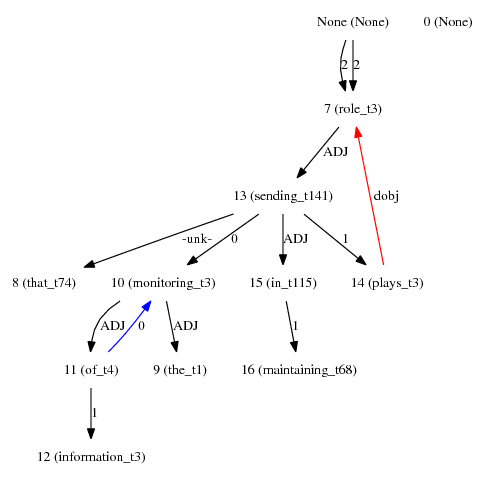 None (None) 0 (None)
2 2
7 (role_t3)
ADJ
13 (sending_t141) dobj
-unk- 0 ADJ 1
8 (that_t74) 10 (monitoring_t3) 15 (in_t115) 14 (plays_t3)
ADJ 0 ADJ 1
11 (of_t4) 9 (the_t1) 16 (maintaining_t68)
1
12 (information_t3)